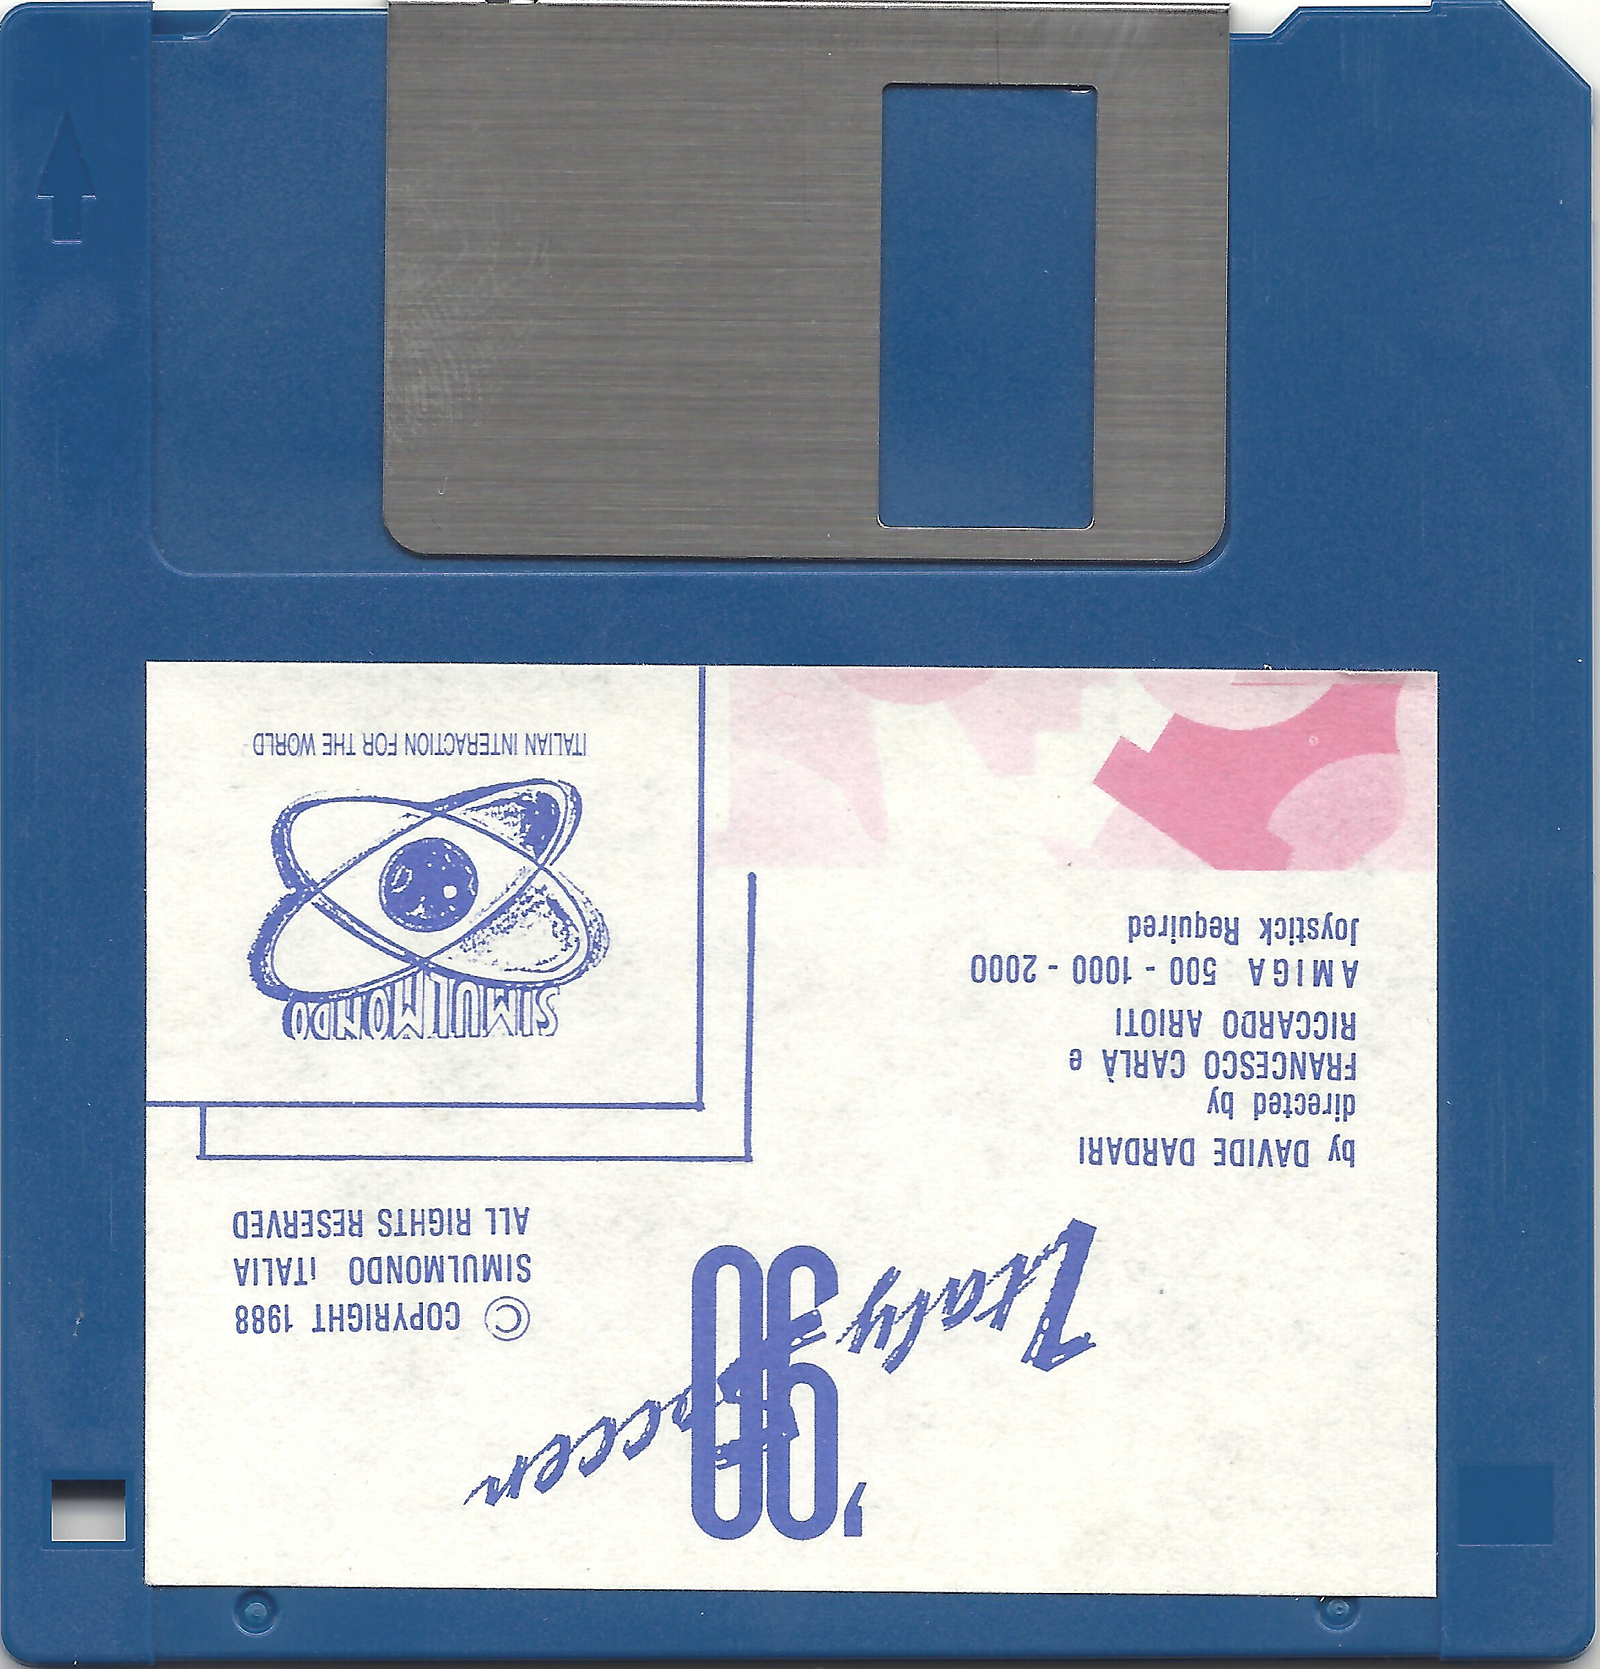 Italy '90
Soccer
© COPYRIGHT 1988
SIMULMONDO iTALIA
ALL RIGHTS RESERVED
by DAVIDE DARDARI
directed by
FRANCESCO CARLÀ e
RICCARDO ARIOTI
AMIGA 500 - 1000 - 2000
Joystick Required
SIMULMONDO
ITALIAN INTERACTION FOR THE WORLD